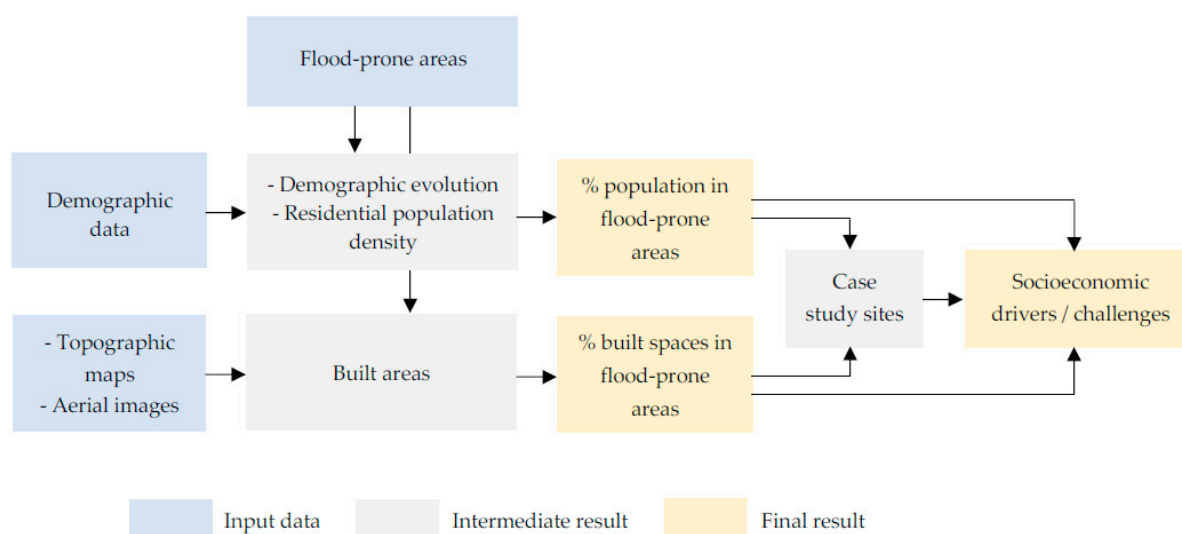 Flood-prone areas
Demographic
data
- Demographic evolution
- Residential population
density
% population in
flood-prone
areas
Case
study sites
Socioeconomic
drivers / challenges
- Topographic
maps
- Aerial images
Built areas
% built spaces in
flood-prone
areas
Input data
Intermediate result
Final result